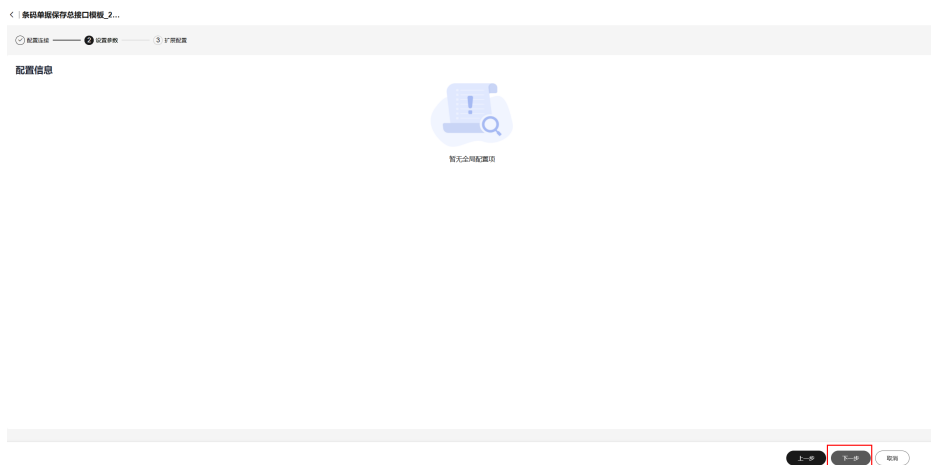 条码单据保存总接口模板_2...
配置连接 2 设置参数 3 扩展配置
配置信息
暂无全局配置项
上一步 下一步 取消